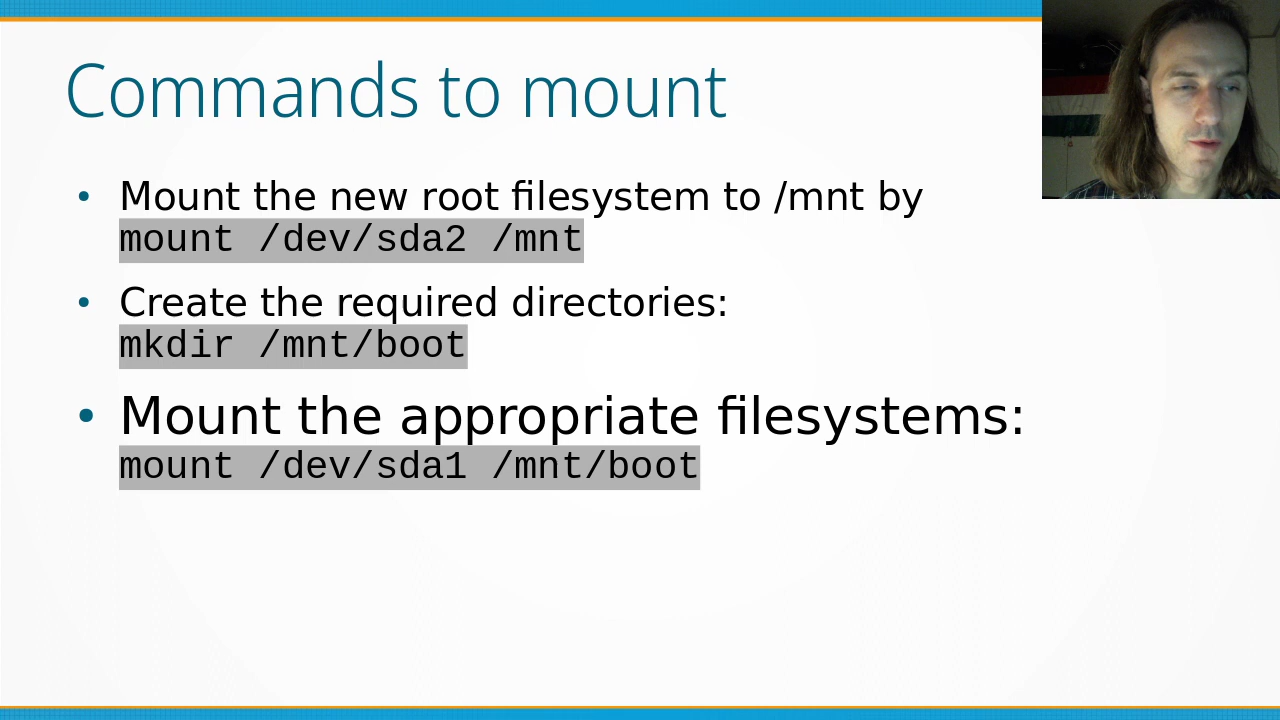 Commands to mount
• Mount the new root filesystem to /mnt by
mount /dev/sda2 /mnt
• Create the required directories:
mkdir /mnt/boot
• Mount the appropriate filesystems:
mount /dev/sda1 /mnt/boot